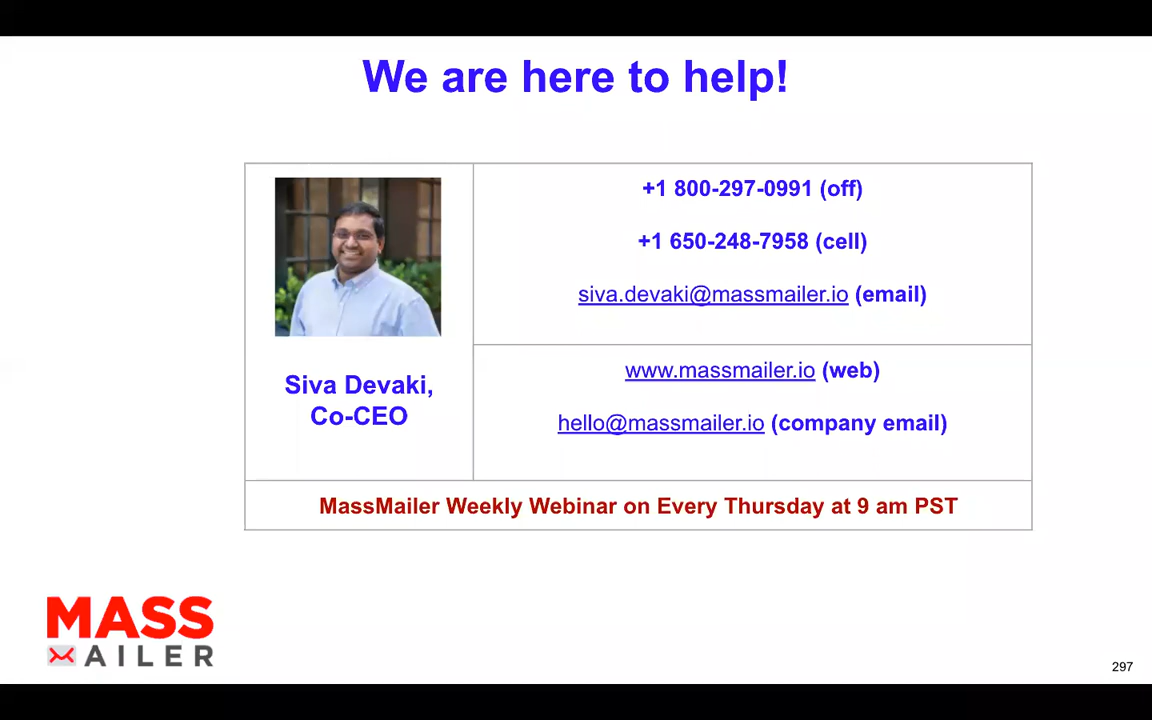 We are here to help!
+1 800-297-0991 (off)
+1 650-248-7958 (cell)
siva.devaki@massmailer.io (email)
Siva Devaki,
Co-CEO
www.massmailer.io (web)
hello@massmailer.io (company email)
MassMailer Weekly Webinar on Every Thursday at 9 am PST
MASS
MAILER
297